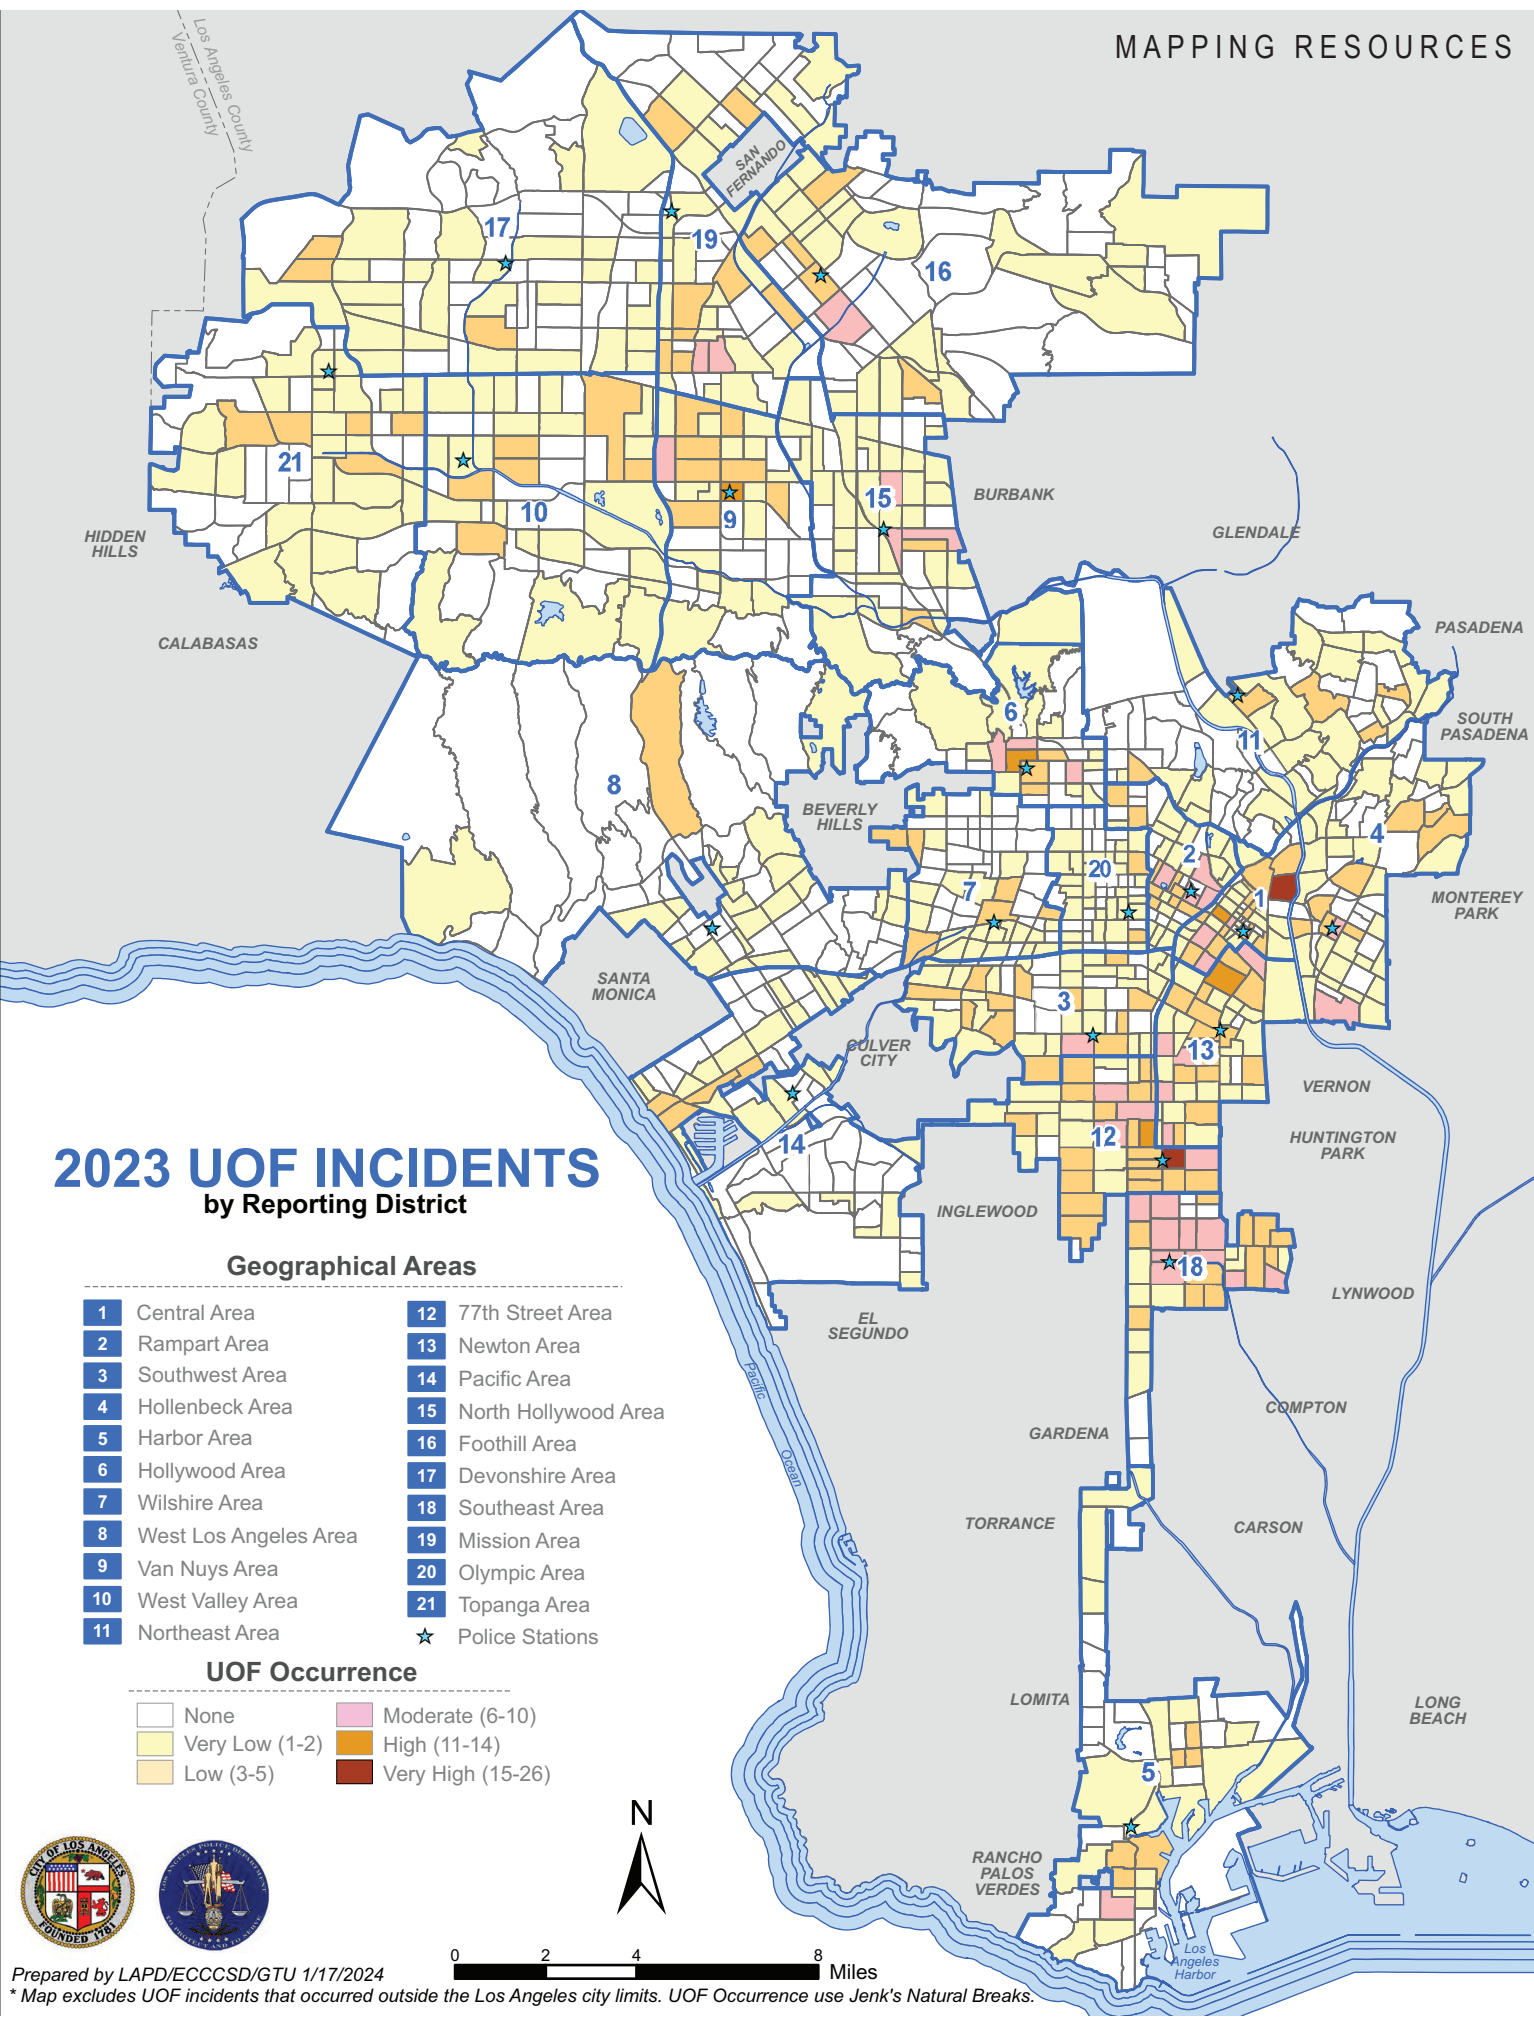 MAPPING RESOURCES
Los Angeles County
Ventura County
SAN
FERNANDO
17
19
16
21
10
9
15
BURBANK
GLENDALE
HIDDEN
HILLS
CALABASAS
PASADENA
SOUTH
PASADENA
6
11
8
BEVERLY
HILLS
4
2
20
7
1
MONTEREY
PARK
SANTA
MONICA
3
CULVER
CITY
13
VERNON
14
12
HUNTINGTON
PARK
INGLEWOOD
18
LYNWOOD
EL
SEGUNDO
Pacific
Ocean
COMPTON
GARDENA
TORRANCE
CARSON
LOMITA
LONG
BEACH
5
RANCHO
PALOS
VERDES
Los
Angeles
Harbor
2023 UOF INCIDENTS
by Reporting District
Geographical Areas
1 Central Area
2 Rampart Area
3 Southwest Area
4 Hollenbeck Area
5 Harbor Area
6 Hollywood Area
7 Wilshire Area
8 West Los Angeles Area
9 Van Nuys Area
10 West Valley Area
11 Northeast Area
12 77th Street Area
13 Newton Area
14 Pacific Area
15 North Hollywood Area
16 Foothill Area
17 Devonshire Area
18 Southeast Area
19 Mission Area
20 Olympic Area
21 Topanga Area
Police Stations
UOF Occurrence
None
Very Low (1-2)
Low (3-5)
Moderate (6-10)
High (11-14)
Very High (15-26)
N
CITY OF LOS ANGELES
FOUNDED 1781
0 2 4 8
Miles
Prepared by LAPD/ECCCSD/GTU 1/17/2024
* Map excludes UOF incidents that occurred outside the Los Angeles city limits. UOF Occurrence use Jenk's Natural Breaks.